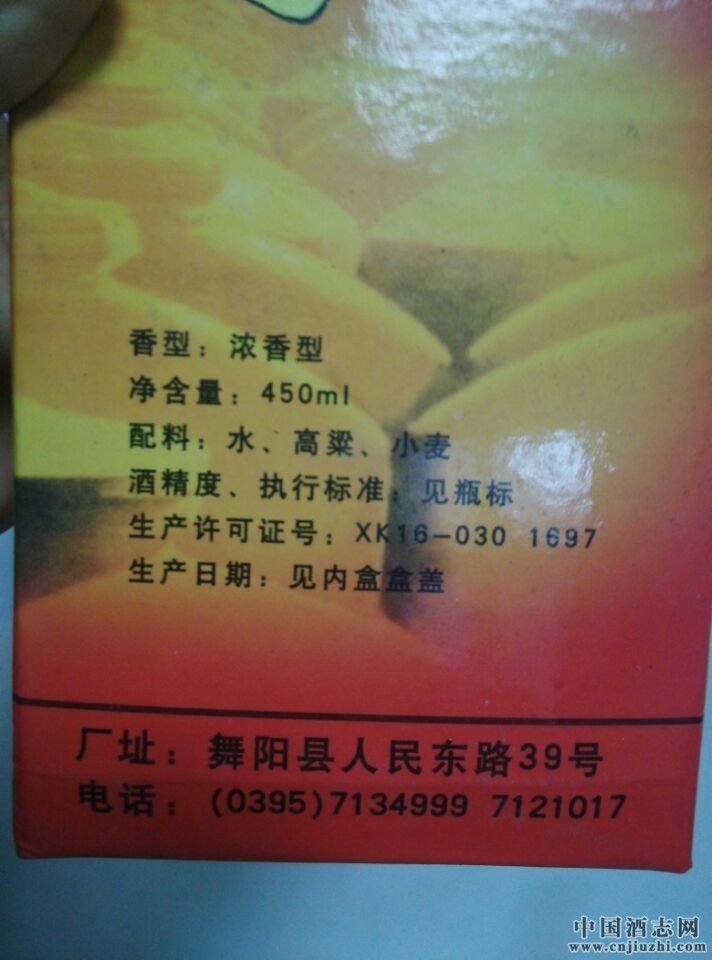 香型：浓香型
净含量：450ml
配料：水、高粱、小麦
酒精度、执行标准：见瓶标
生产许可证号：XK16-030 1697
生产日期：见内盒盒盖
厂址：舞阳县人民东路39号
电话：(0395)7134999 7121017
中国酒志网
www.cnjiuzhi.com